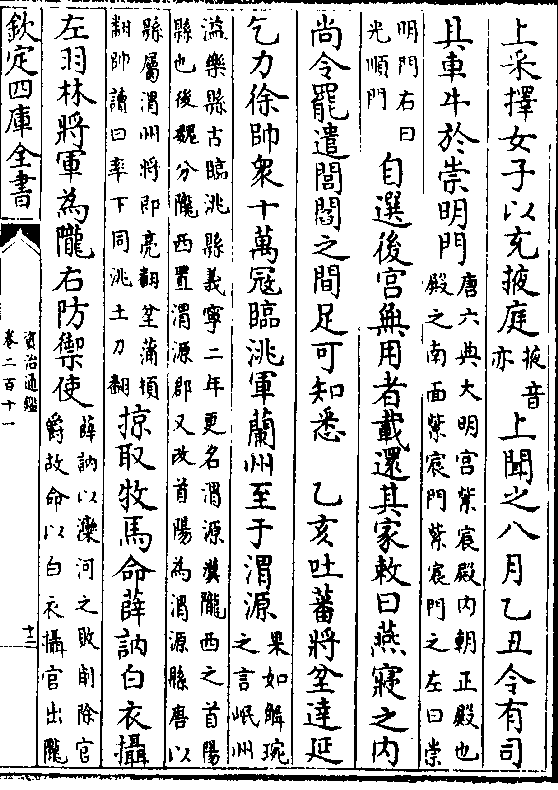 上采擇女子以充掖庭掖音亦上聞之八月乙丑令有司
具車牛於崇明門唐六典大明宫紫宸殿内朝正殿也殿之南面紫宸門紫宸門之左曰崇
明門右曰光順門自選後宫無用者載還其家敕曰燕寢之内
尚令罷遣閭閻之間足可知悉 乙亥吐蕃將坌達延
乞力徐帥衆十萬冦臨洮軍蘭州至于渭源果如解琬之言岷州
溢樂縣古臨洮縣義寧二年更名渭源漢隴西之首陽縣也後魏分隴西置渭源郡又改首陽為渭源縣唐以
縣屬渭州將即亮翻坌蒲頓翻帥讀曰率下同洮土刀翻掠取牧馬命薛訥白衣攝
左羽林將軍為隴右防禦使薛訥以灤河之敗削除官爵故命以白衣攝官出隴
欽定四庫全書
資治通鑑
卷二百十一
十二